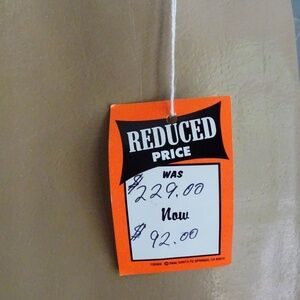 REDUCED
PRICE
WAS
$229.00
Now
$92.00